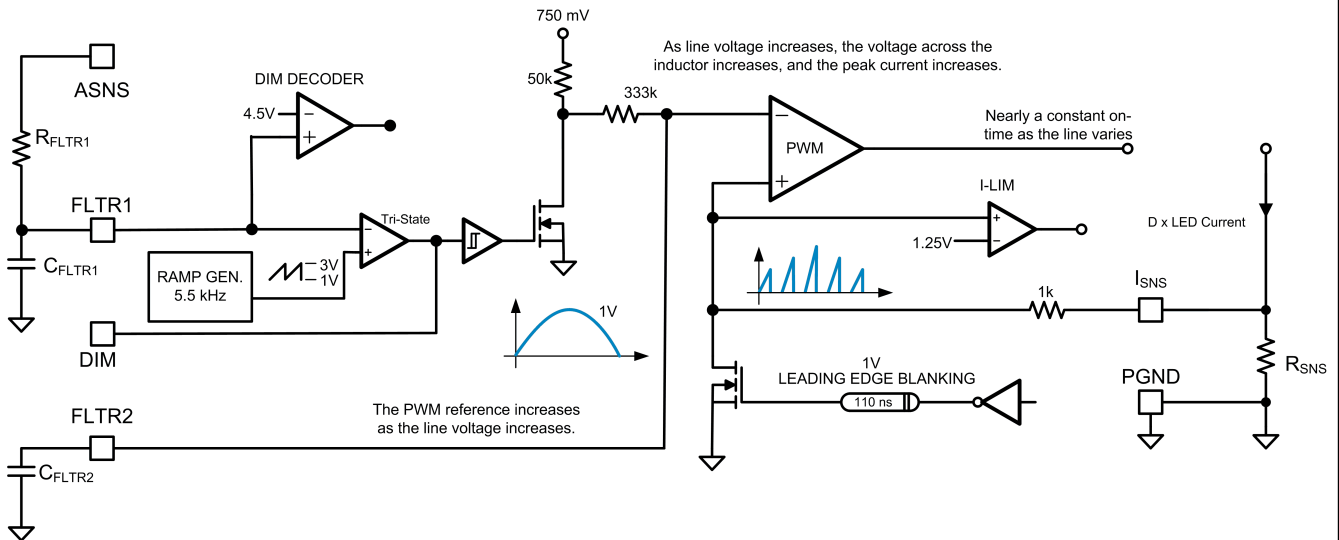 750 mV
As line voltage increases, the voltage across the
inductor increases, and the peak current increases.
ASNS
DIM DECODER
50k
333k
4.5V
−
+
−
PWM
+
Nearly a constant on-
time as the line varies
RFLTR1
FLTR1
Tri-State
−
+
I-LIM
+
1.25V
−
D x LED Current
CFLTR1
RAMP GEN.
5.5 kHz
3V
1V
1V
1k
ISNS
DIM
1V
LEADING EDGE BLANKING
110 ns
PGND
RSNS
The PWM reference increases
as the line voltage increases.
FLTR2
CFLTR2